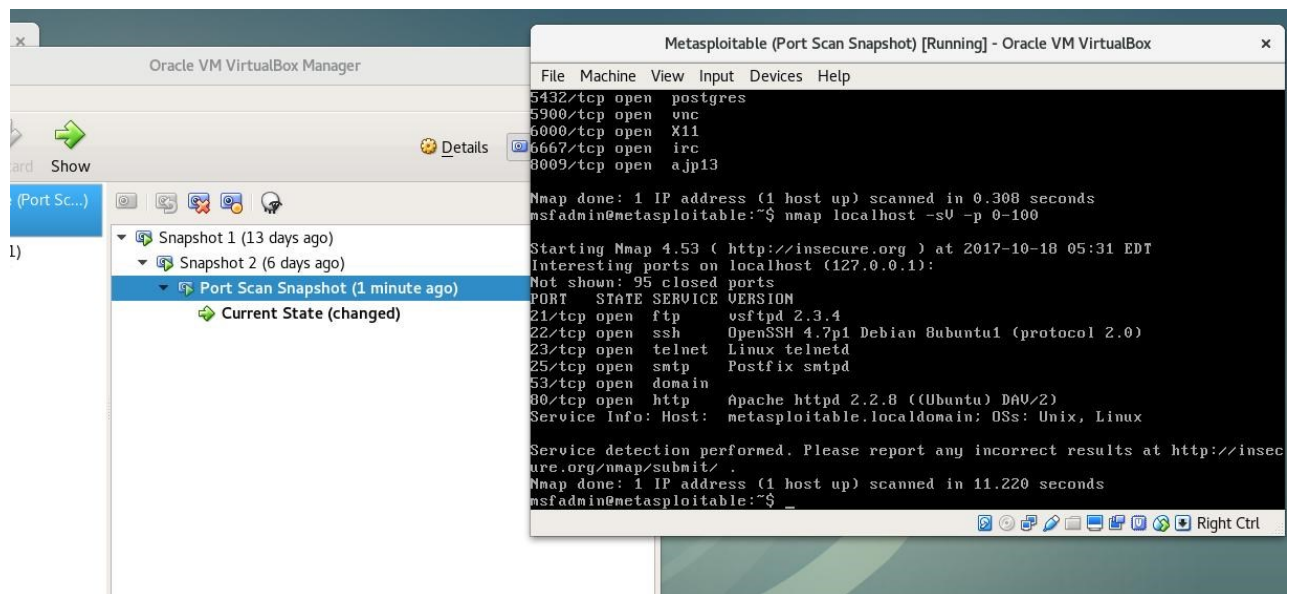 Oracle VM VirtualBox Manager
Show
Details
(Port Sc...)
1)
Snapshot 1 (13 days ago)
Snapshot 2 (6 days ago)
Port Scan Snapshot (1 minute ago)
Current State (changed)
Metasploitable (Port Scan Snapshot) [Running] - Oracle VM VirtualBox
File Machine View Input Devices Help
5432/tcp open postgres
5900/tcp open vnc
6000/tcp open X11
6667/tcp open irc
8009/tcp open ajp13
Nmap done: 1 IP address (1 host up) scanned in 0.308 seconds
msfadmin@metasploitable:~$ nmap localhost -sV -p 0-100
Starting Nmap 4.53 ( http://insecure.org ) at 2017-10-18 05:31 EDT
Interesting ports on localhost (127.0.0.1):
Not shown: 95 closed ports
PORT STATE SERVICE VERSION
21/tcp open ftp vsftpd 2.3.4
22/tcp open ssh OpenSSH 4.7p1 Debian 8ubuntu1 (protocol 2.0)
23/tcp open telnet Linux telnetd
25/tcp open smtp Postfix smtpd
53/tcp open domain
80/tcp open http Apache httpd 2.2.8 ((Ubuntu) DAV/2)
Service Info: Host: metasploitable.localdomain; OSs: Unix, Linux
Service detection performed. Please report any incorrect results at http://insec
ure.org/nmap/submit/ .
Nmap done: 1 IP address (1 host up) scanned in 11.220 seconds
msfadmin@metasploitable:~$ _
Right Ctrl